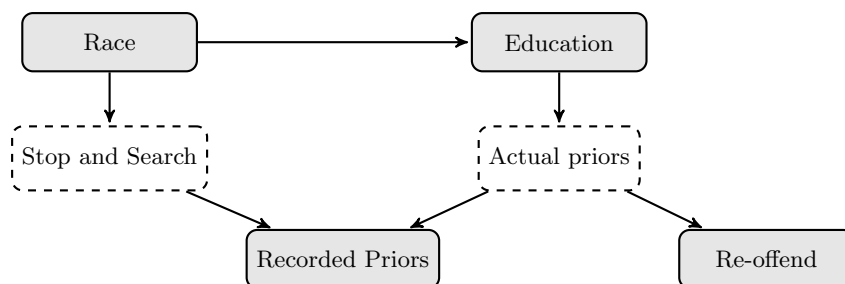 Race
Education
Stop and Search
Actual priors
Recorded Priors
Re-offend